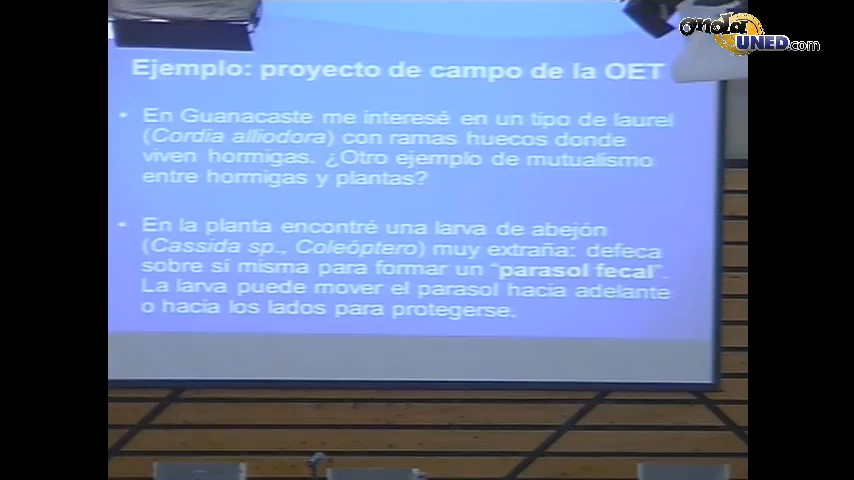 onda
UNED.com
Ejemplo: proyecto de campo de la OET
• En Guanacaste me interesé en un tipo de laurel
(Cordia alliodora) con ramas huecos donde
viven hormigas. ¿Otro ejemplo de mutualismo
entre hormigas y plantas?
• En la planta encontré una larva de abejón
(Cassida sp., Coleóptero) muy extraña: defeca
sobre sí misma para formar un "parasol fecal".
La larva puede mover el parasol hacia adelante
o hacia los lados para protegerse.